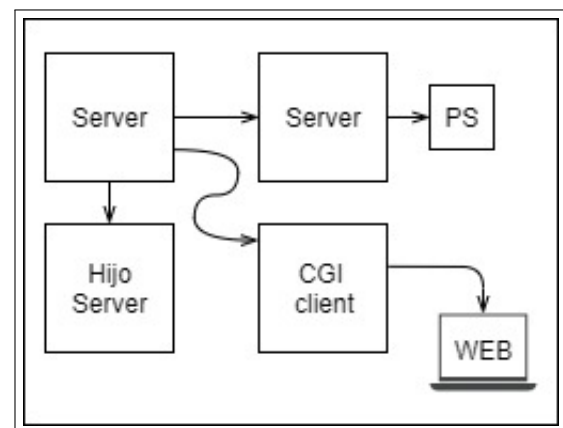 Server
Server
PS
Hijo
Server
CGI
client
WEB